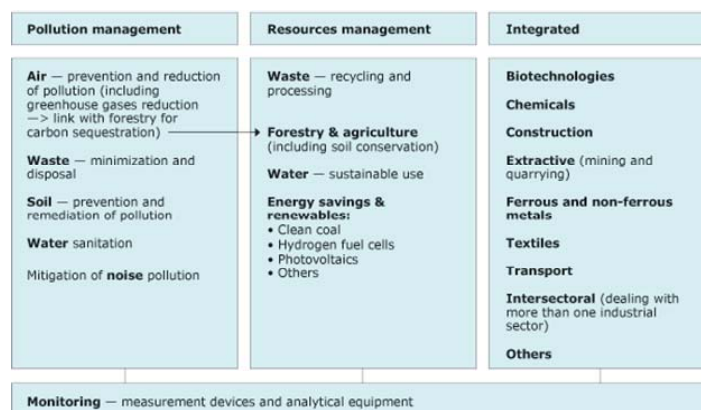 Pollution management
Air — prevention and reduction
of pollution (including
greenhouse gases reduction
—> link with forestry for
carbon sequestration)
Waste — minimization and
disposal
Soil — prevention and
remediation of pollution
Water sanitation
Mitigation of noise pollution
Resources management
Waste — recycling and
processing
Forestry & agriculture
(including soil conservation)
Water — sustainable use
Energy savings &
renewables:
• Clean coal
• Hydrogen fuel cells
• Photovoltaics
• Others
Integrated
Biotechnologies
Chemicals
Construction
Extractive (mining and
quarrying)
Ferrous and non-ferrous
metals
Textiles
Transport
Intersectoral (dealing with
more than one industrial
sector)
Others
Monitoring — measurement devices and analytical equipment